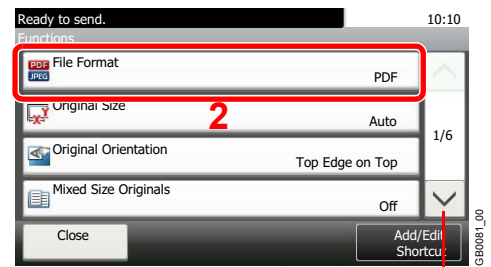 Ready to send.
10:10
Functions
PDF
JPEG
File Format
PDF
X Y
Original Size
2
Auto
1/6
Original Orientation
Top Edge on Top
Mixed Size Originals
Off
Close
Add/Edit
Shortcut
GB0081_00